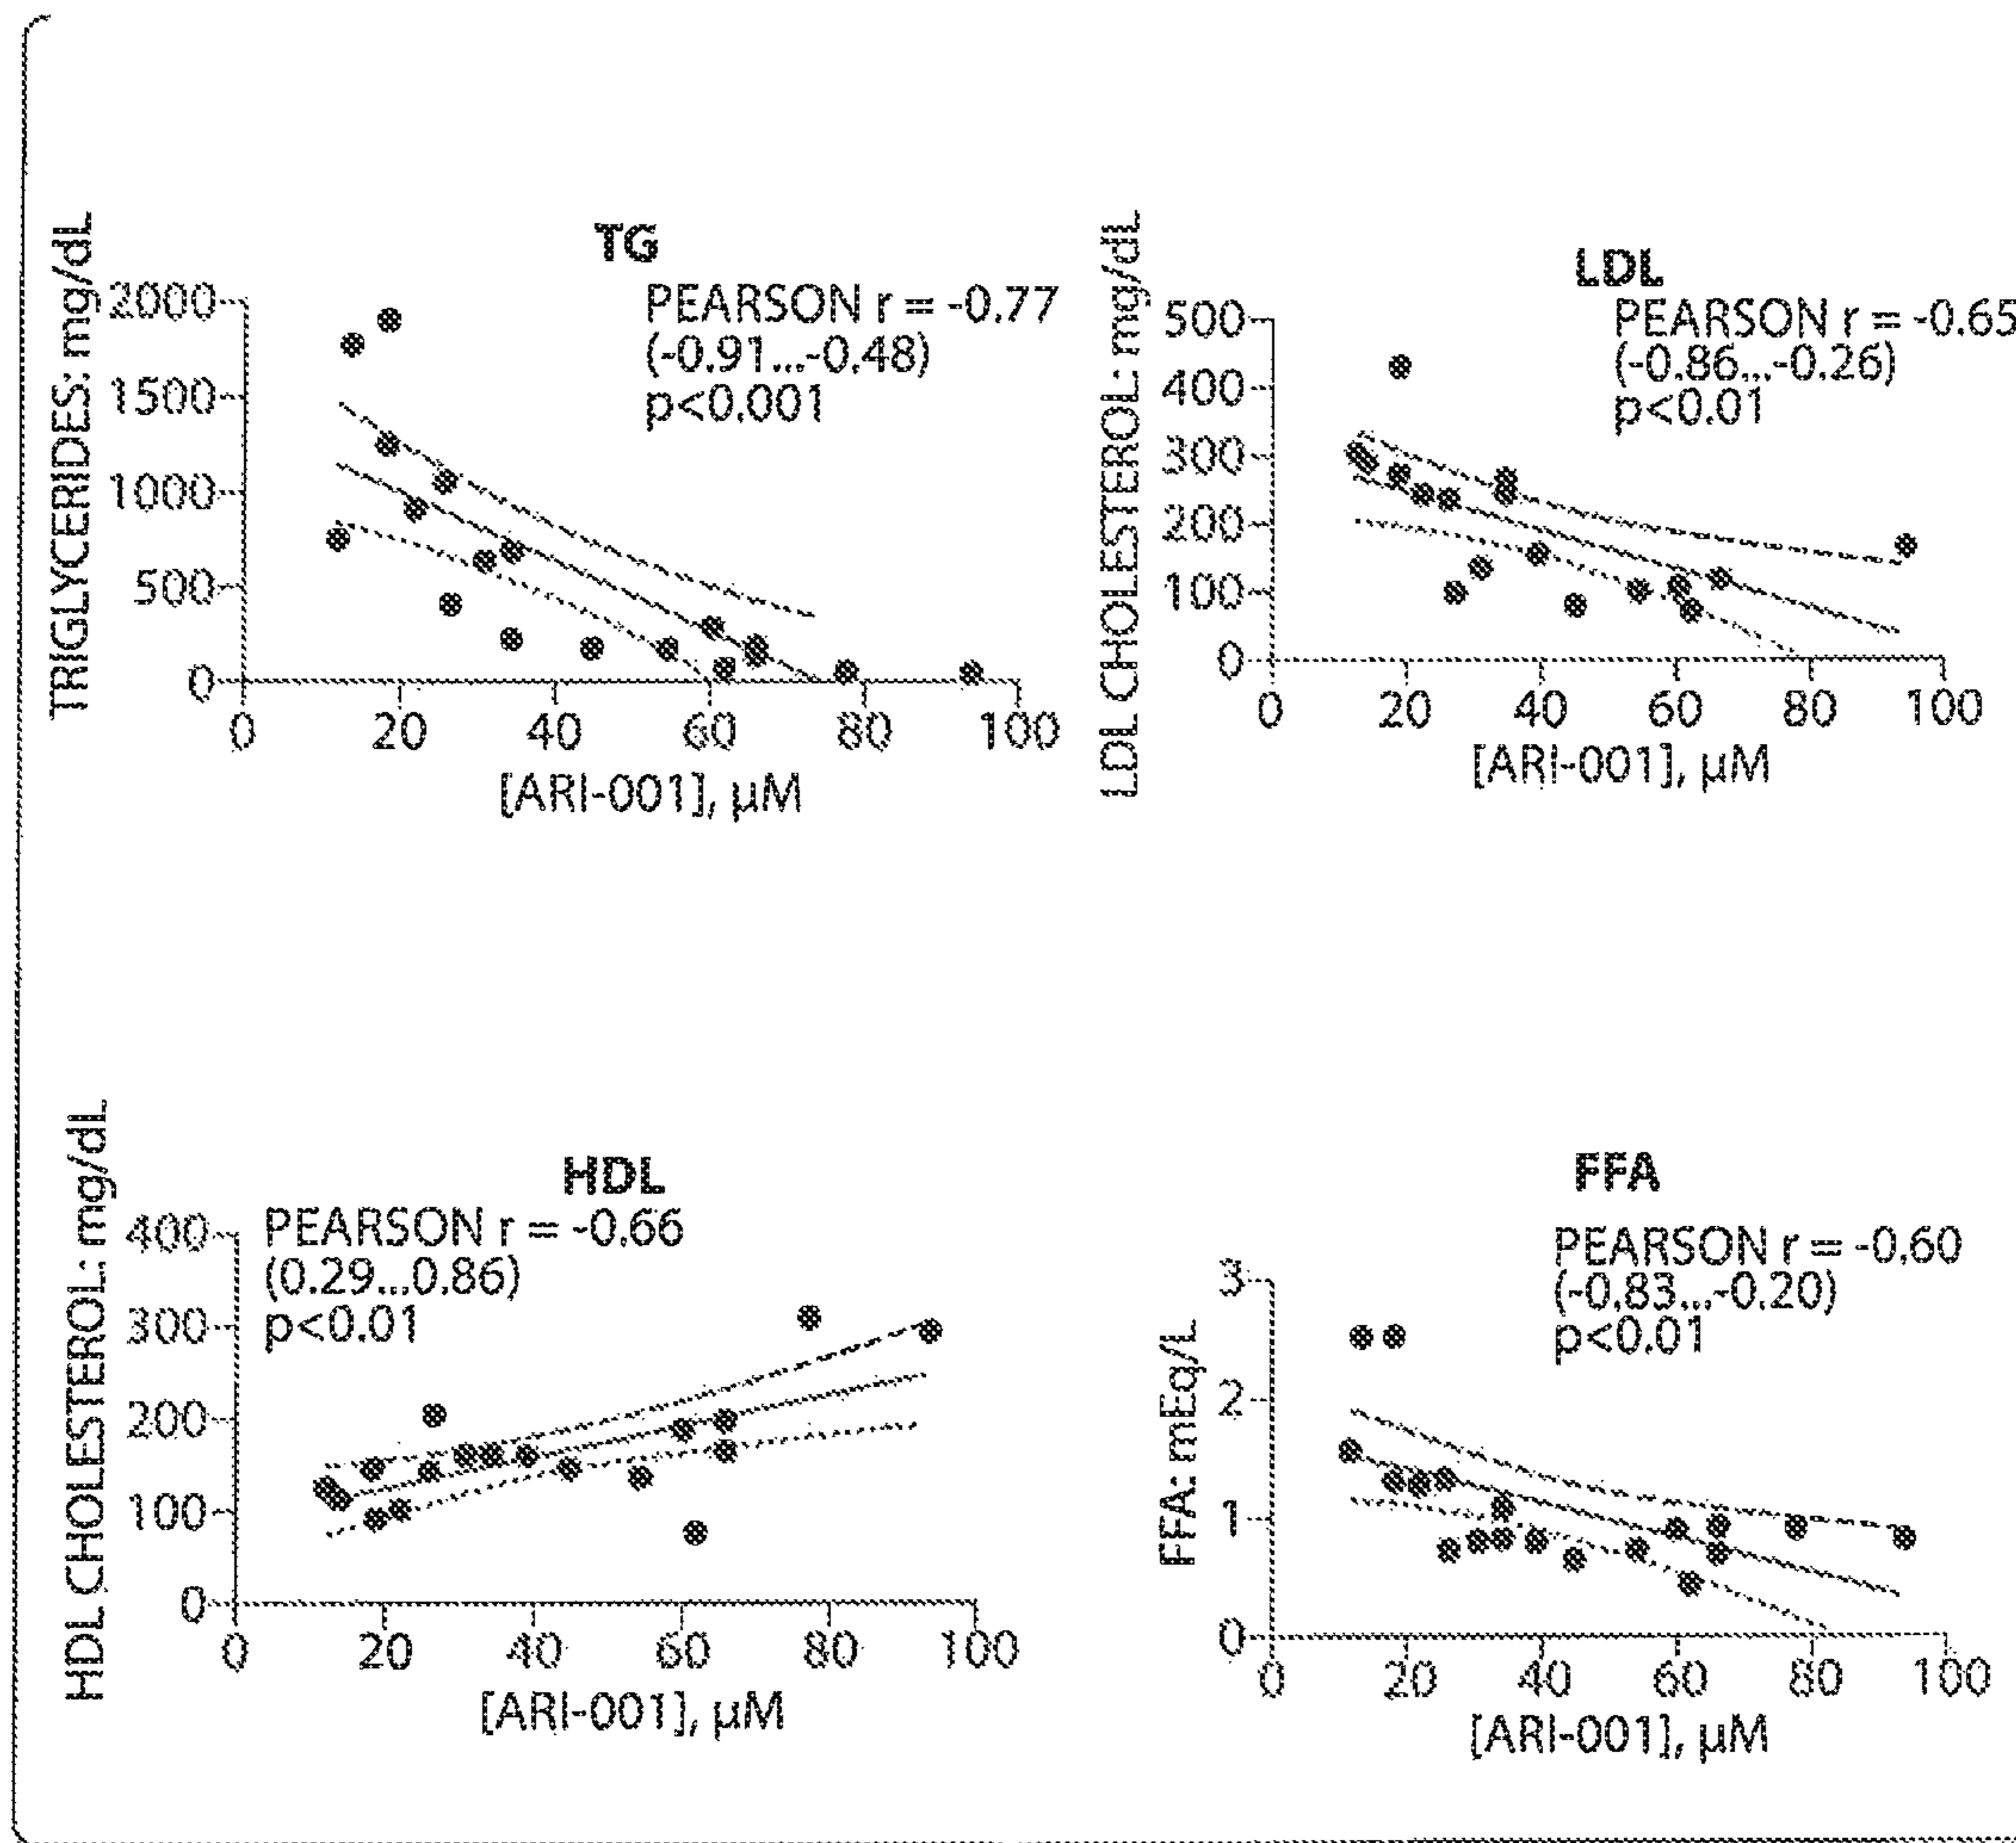 TG
PEARSON r = -0.77
(-0.91...-0.48)
p<0.001
TRIGLYCERIDES: mg/dL
2000
1500
1000
500
0
0 20 40 60 80 100
[ARI-001], µM
LDL
PEARSON r = -0.65
(-0.86...-0.26)
p<0.01
LDL CHOLESTEROL: mg/dL
500
400
300
200
100
0
0 20 40 60 80 100
[ARI-001], µM
HDL
PEARSON r = -0.66
(0.29...0.86)
p<0.01
HDL CHOLESTEROL: mg/dL
400
300
200
100
0
0 20 40 60 80 100
[ARI-001], µM
FFA
PEARSON r = -0.60
(-0.83...-0.20)
p<0.01
FFA: mEq/L
3
2
1
0
0 20 40 60 80 100
[ARI-001], µM